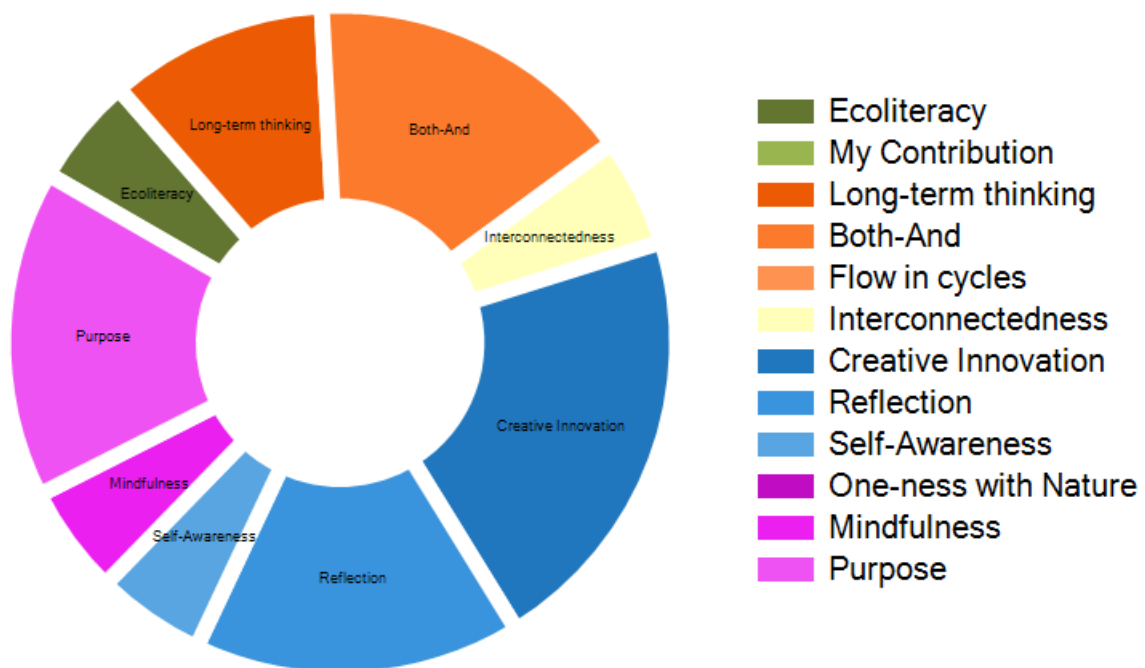 Long-term thinking
Both-And
Ecoliteracy
Interconnectedness
Purpose
Creative Innovation
Mindfulness
Self-Awareness
Reflection
Ecoliteracy
My Contribution
Long-term thinking
Both-And
Flow in cycles
Interconnectedness
Creative Innovation
Reflection
Self-Awareness
One-ness with Nature
Mindfulness
Purpose